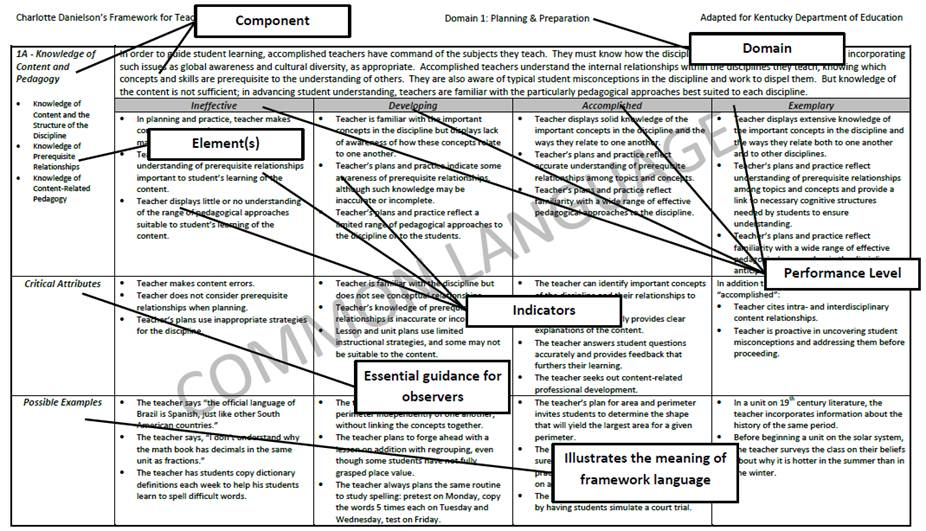 Charlotte Danielson's Framework for Teac
Component
Domain 1: Planning & Preparation
Adapted for Kentucky Department of Education
Domain
1A - Knowledge of
Content and
Pedagogy
• Knowledge of
Content and the
Structure of the
Discipline
• Knowledge of
Prerequisite
Relationships
• Knowledge of
Content-Related
Pedagogy
In order to guide student learning, accomplished teachers have command of the subjects they teach. They must know how the discipl incorporating
such issues as global awareness and cultural diversity, as appropriate. Accomplished teachers understand the internal relationships within the disciplines they teach, knowing which
concepts and skills are prerequisite to the understanding of others. They are also aware of typical student misconceptions in the discipline and work to dispel them. But knowledge of
the content is not sufficient; in advancing student understanding, teachers are familiar with the particularly pedagogical approaches best suited to each discipline.
Ineffective
• In planning and practice, teacher makes
Element(s)
understanding of prerequisite relationships
important to student's learning of the
content.
• Teacher displays little or no understanding
of the range of pedagogical approaches
suitable to student's learning of the
content.
Developing
• Teacher is familiar with the important
concepts in the discipline but displays lack
of awareness of how these concepts relate
to one another.
• Teacher's plans and practice indicate some
awareness of prerequisite relationships,
although such knowledge may be
inaccurate or incomplete.
• Teacher's plans and practice reflect a
limited range of pedagogical approaches to
the discipline or to the students.
Accomplished
• Teacher displays solid knowledge of the
important concepts in the discipline and the
ways they relate to one another.
• Teacher's plans and practice reflect
accurate understanding of prerequisite
relationships among topics and concepts.
• Teacher's plans and practice reflect
familiarity with a wide range of effective
pedagogical approaches to the discipline.
Exemplary
• Teacher displays extensive knowledge of
the important concepts in the discipline and
the ways they relate both to one another
and to other disciplines.
• Teacher's plans and practice reflect
understanding of prerequisite relationships
among topics and concepts and provide a
link to necessary cognitive structures
needed by students to ensure
understanding.
• Teacher's plans and practice reflect
familiarity with a wide range of effective
Performance Level
COMMON LANGUAGE
Critical Attributes
• Teacher makes content errors.
• Teacher does not consider prerequisite
relationships when planning.
• Teacher's plans use inappropriate strategies
for the discipline.
• Teacher is familiar with the discipline but
does not see conceptual relationships.
• Teacher's knowledge of prerequ
relationships is inaccurate or inco
• Lesson and unit plans use limited
instructional strategies, and some may not
be suitable to the content.
Indicators
Essential guidance for
observers
• The teacher can identify important concepts
of the discipline and their relationships to
ly provides clear
explanations of the content.
• The teacher answers student questions
accurately and provides feedback that
furthers their learning.
• The teacher seeks out content-related
professional development.
In addition t
"accomplished":
• Teacher cites intra- and interdisciplinary
content relationships.
• Teacher is proactive in uncovering student
misconceptions and addressing them before
proceeding.
Possible Examples
• The teacher says "the official language of
Brazil is Spanish, just like other South
American countries."
• The teacher says, "I don't understand why
the math book has decimals in the same
unit as fractions."
• The teacher has students copy dictionary
definitions each week to help his students
learn to spell difficult words.
perimeter independently of one another,
without linking the concepts together.
• The teacher plans to forge ahead with a
lesson on addition with regrouping, even
though some students have not fully
grasped place value.
• The teacher always plans the same routine
to study spelling: pretest on Monday, copy
the words 5 times each on Tuesday and
Wednesday, test on Friday.
• The teacher's plan for area and perimeter
invites students to determine the shape
that will yield the largest area for a given
perimeter.
• The
sure
on a
• The
by having students simulate a court trial.
Illustrates the meaning of
framework language
• In a unit on 19th century literature, the
teacher incorporates information about the
history of the same period.
• Before beginning a unit on the solar system,
the teacher surveys the class on their beliefs
about why it is hotter in the summer than in
the winter.